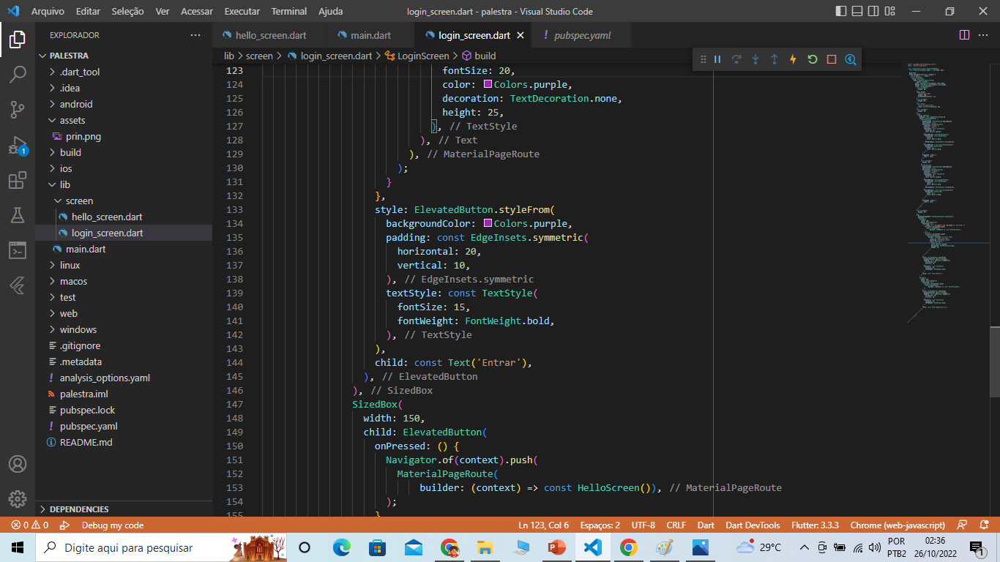 Arquivo Editar Seleção Ver Acessar Executar Terminal Ajuda login_screen.dart - palestra - Visual Studio Code
EXPLORADOR
hello_screen.dart main.dart login_screen.dart ! pubspec.yaml
lib > screen > login_screen.dart > LoginScreen > build
PALESTRA
.dart_tool
.idea
android
assets
prin.png
build
ios
lib
screen
hello_screen.dart
login_screen.dart
main.dart
linux
macos
test
web
windows
.gitignore
.metadata
! analysis_options.yaml
palestra.iml
pubspec.lock
! pubspec.yaml
README.md
DEPENDENCIES
1
123 fontSize: 20,
124 color: Colors.purple,
125 decoration: TextDecoration.none,
126 height: 25,
127 ), // TextStyle
128 ), // Text
129 ), // MaterialPageRoute
130 );
131 }
132 },
133 style: ElevatedButton.styleFrom(
134 backgroundColor: Colors.purple,
135 padding: const EdgeInsets.symmetric(
136 horizontal: 20,
137 vertical: 10,
138 ), // EdgeInsets.symmetric
139 textStyle: const TextStyle(
140 fontSize: 15,
141 fontWeight: FontWeight.bold,
142 ), // TextStyle
143 ),
144 child: const Text('Entrar'),
145 ), // ElevatedButton
146 ), // SizedBox
147 SizedBox(
148 width: 150,
149 child: ElevatedButton(
150 onPressed: () {
151 Navigator.of(context).push(
152 MaterialPageRoute(
153 builder: (context) => const HelloScreen()), // MaterialPageRoute
154 );
155 }
0 0 Debug my code Ln 123, Col 6 Espaços: 2 UTF-8 CRLF Dart Dart DevTools Flutter: 3.3.3 Chrome (web-javascript)
Digite aqui para pesquisar 29°C POR PTB2 02:36 26/10/2022 1